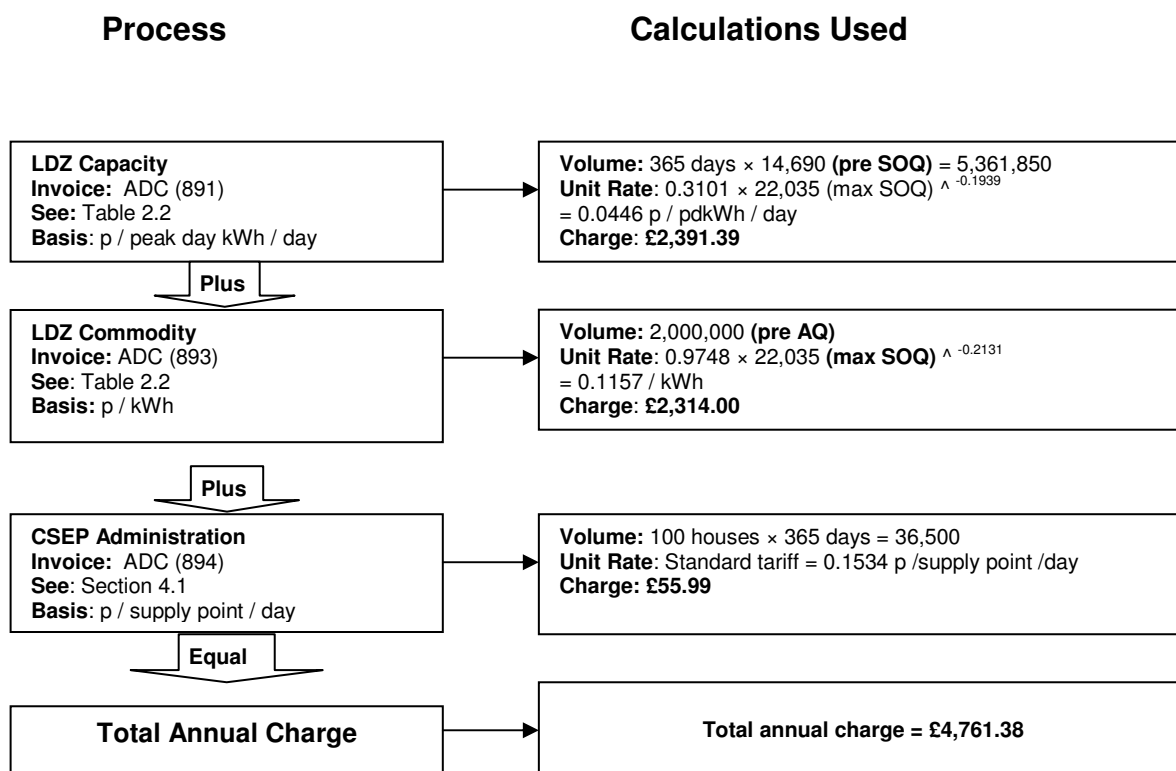 Process
Calculations Used
LDZ Capacity
Invoice: ADC (891)
See: Table 2.2
Basis: p / peak day kWh / day
Volume: 365 days × 14,690 (pre SOQ) = 5,361,850
Unit Rate: 0.3101 × 22,035 (max SOQ) ^ -0.1939
= 0.0446 p / pdkWh / day
Charge: £2,391.39
Plus
LDZ Commodity
Invoice: ADC (893)
See: Table 2.2
Basis: p / kWh
Volume: 2,000,000 (pre AQ)
Unit Rate: 0.9748 × 22,035 (max SOQ) ^ -0.2131
= 0.1157 / kWh
Charge: £2,314.00
Plus
CSEP Administration
Invoice: ADC (894)
See: Section 4.1
Basis: p / supply point / day
Volume: 100 houses × 365 days = 36,500
Unit Rate: Standard tariff = 0.1534 p /supply point /day
Charge: £55.99
Equal
Total Annual Charge
Total annual charge = £4,761.38